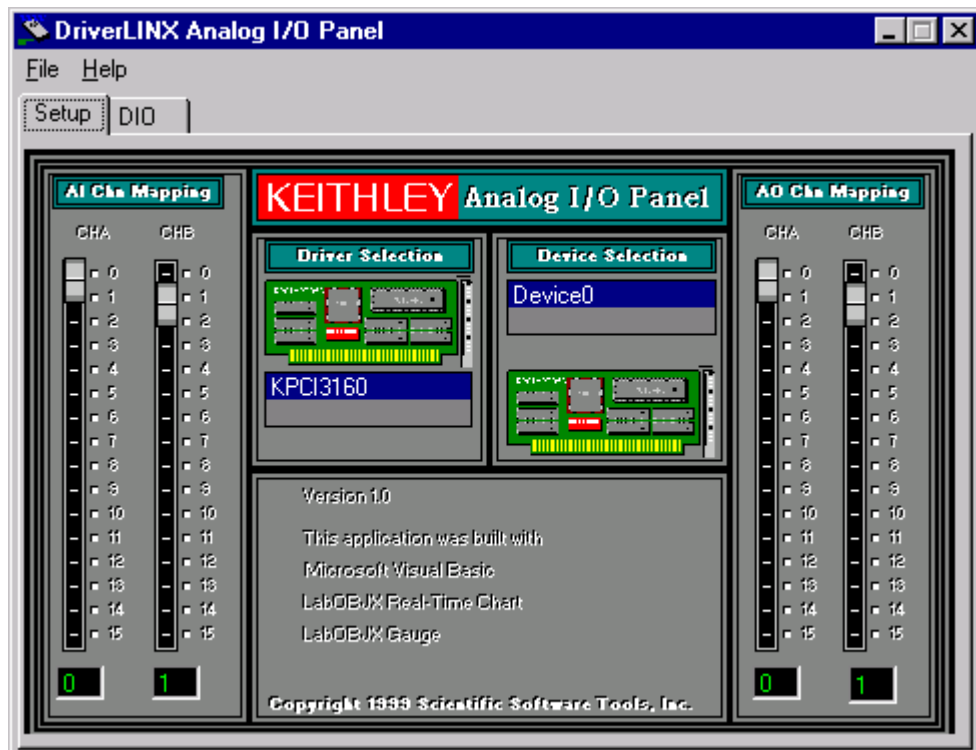 DriverLINX Analog I/O Panel
File Help
Setup DIO
AI Chn Mapping
CHA CHB
0 0
1 1
2 2
3 3
4 4
5 5
6 6
7 7
8 8
9 9
10 10
11 11
12 12
13 13
14 14
15 15
0 1
KEITHLEY Analog I/O Panel
Driver Selection
KPCI3160
Device Selection
Device0
Version 1.0
This application was built with
Microsoft Visual Basic
LabOBJX Real-Time Chart
LabOBJX Gauge
Copyright 1999 Scientific Software Tools, Inc.
AO Chn Mapping
CHA CHB
0 0
1 1
2 2
3 3
4 4
5 5
6 6
7 7
8 8
9 9
10 10
11 11
12 12
13 13
14 14
15 15
0 1